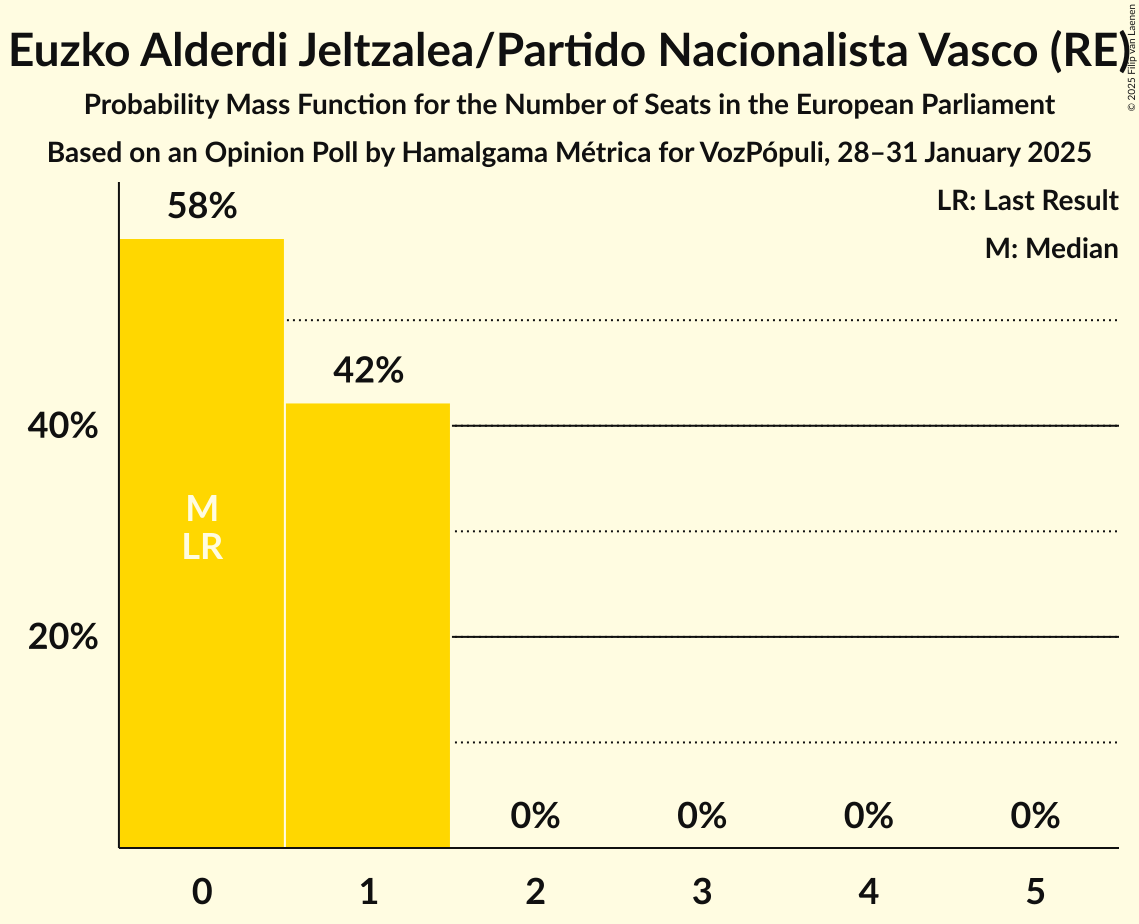 Euzko Alderdi Jeltzalea/Partido Nacionalista Vasco (RE)
© 2025 Filip van Laenen
Probability Mass Function for the Number of Seats in the European Parliament
Based on an Opinion Poll by Hamalgama Métrica for VozPópuli, 28–31 January 2025
LR: Last Result
M: Median
58%
42%
40%
M
LR
20%
0% 0% 0% 0%
0 1 2 3 4 5